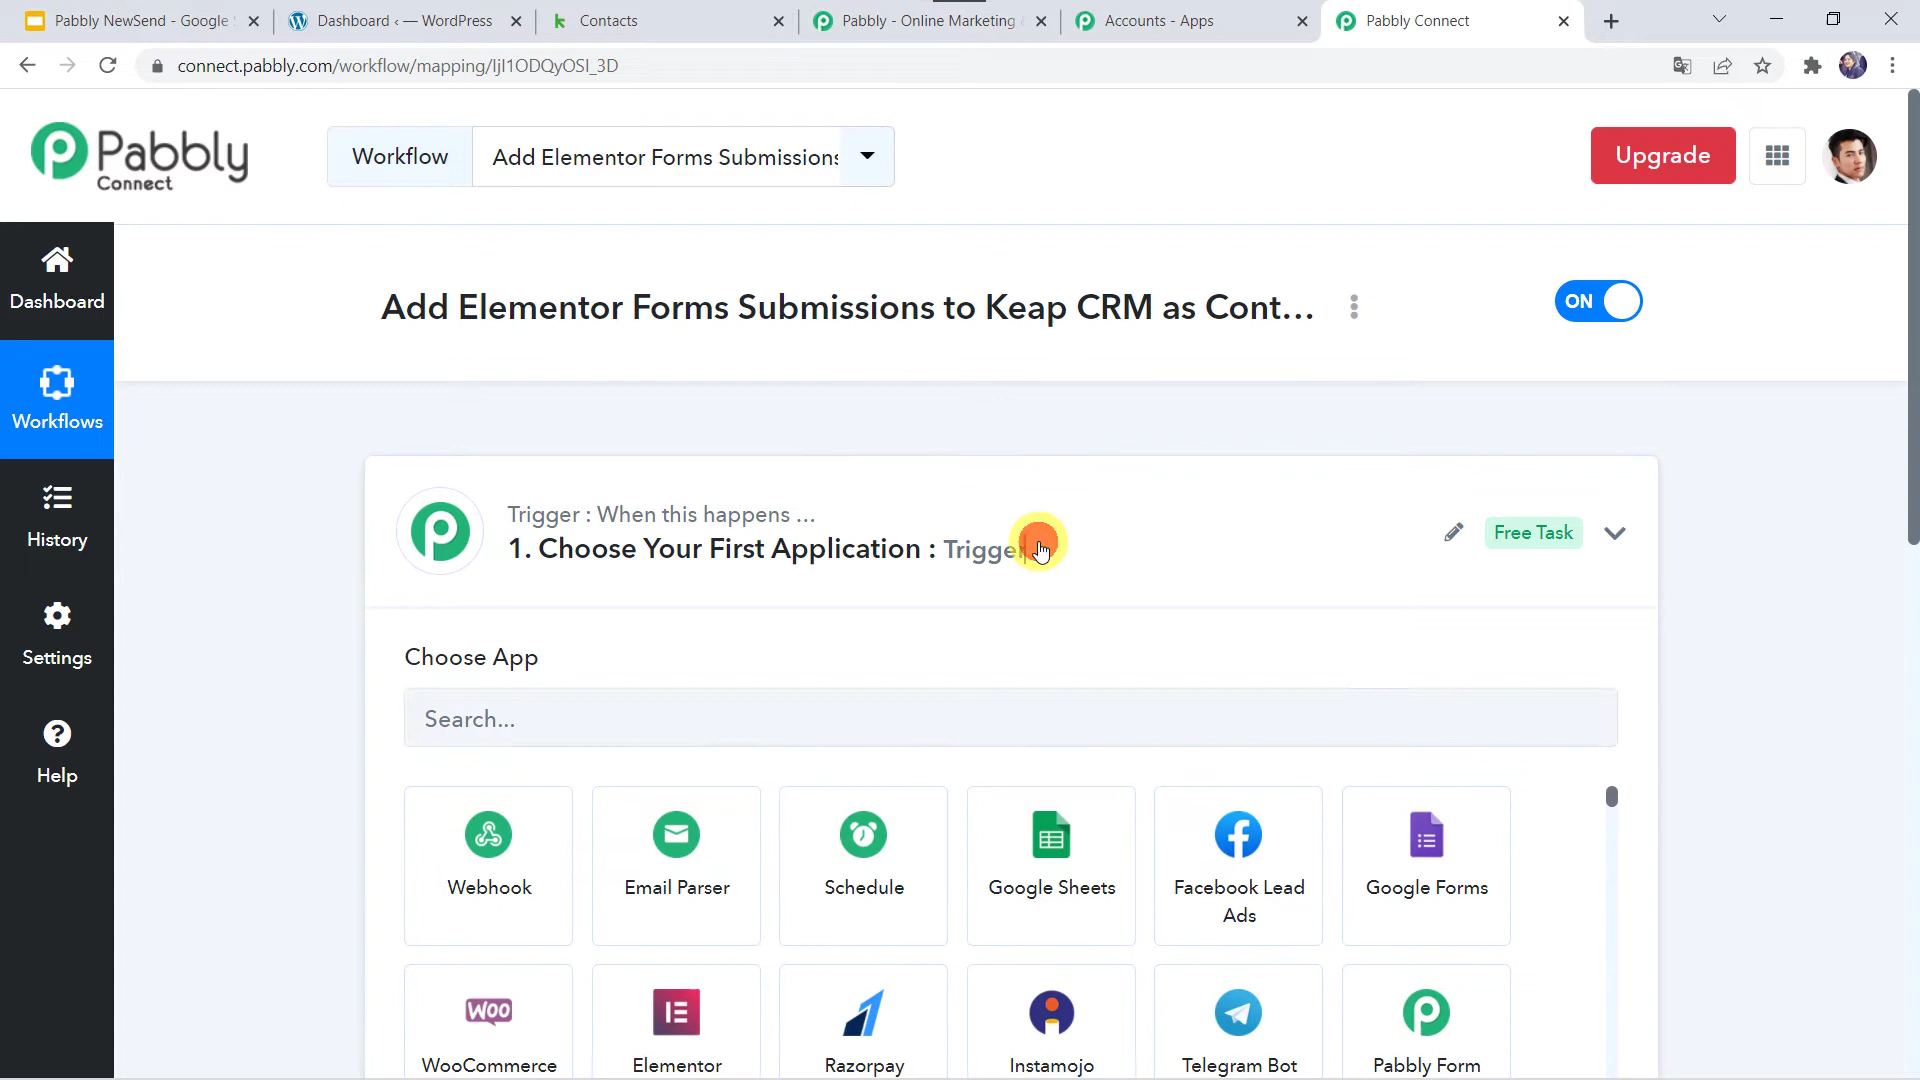 Pabbly NewSend - Google
Dashboard ‹ — WordPress
Contacts
Pabbly - Online Marketing
Accounts - Apps
Pabbly Connect
connect.pabbly.com/workflow/mapping/IjI1ODQyOSI_3D
Pabbly
Connect
Workflow
Add Elementor Forms Submissions
Upgrade
Dashboard
Workflows
History
Settings
Help
Add Elementor Forms Submissions to Keap CRM as Cont...
ON
Trigger : When this happens ...
1. Choose Your First Application : Trigger
Free Task
Choose App
Search...
Webhook
Email Parser
Schedule
Google Sheets
Facebook Lead
Ads
Google Forms
WOO
WooCommerce
Elementor
Razorpay
Instamojo
Telegram Bot
Pabbly Form